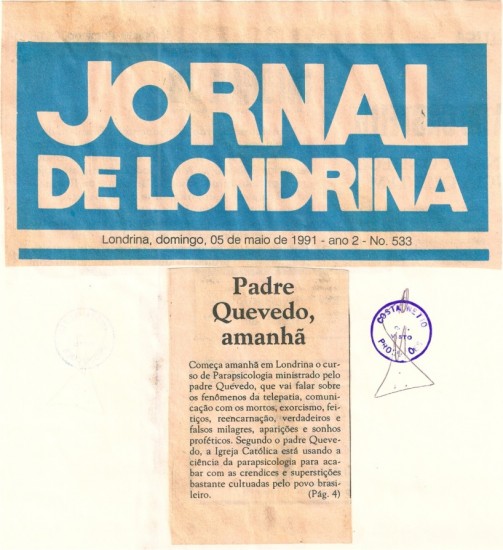 JORNAL
DE LONDRINA
Londrina, domingo, 05 de maio de 1991 - ano 2 - No. 533
Padre
Quevedo,
amanhã
Começa amanhã em Londrina o cur-
so de Parapsicologia ministrado pelo
padre Quevedo, que vai falar sobre
os fenômenos da telepatia, comuni-
cação com os mortos, exorcismo, fei-
tiços, reencarnação, verdadeiros e
falsos milagres, aparições e sonhos
proféticos. Segundo o padre Queve-
do, a Igreja Católica está usando a
ciência da parapsicologia para aca-
bar com as crendices e superstições
bastante cultuadas pelo povo brasi-
leiro. (Pág. 4)
COSTA